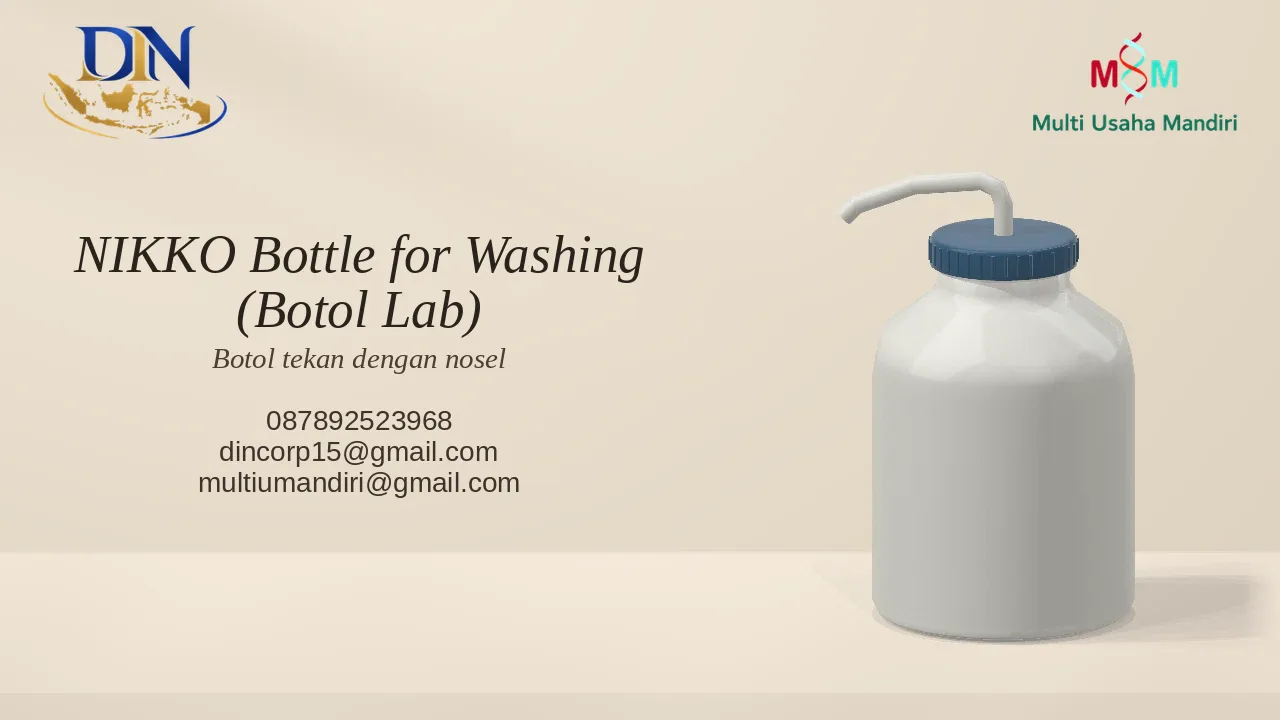 DIN
MSM
Multi Usaha Mandiri
NIKKO Bottle for Washing
(Botol Lab)
Botol tekan dengan nosel
087892523968
dincorp15@gmail.com
multiumandiri@gmail.com